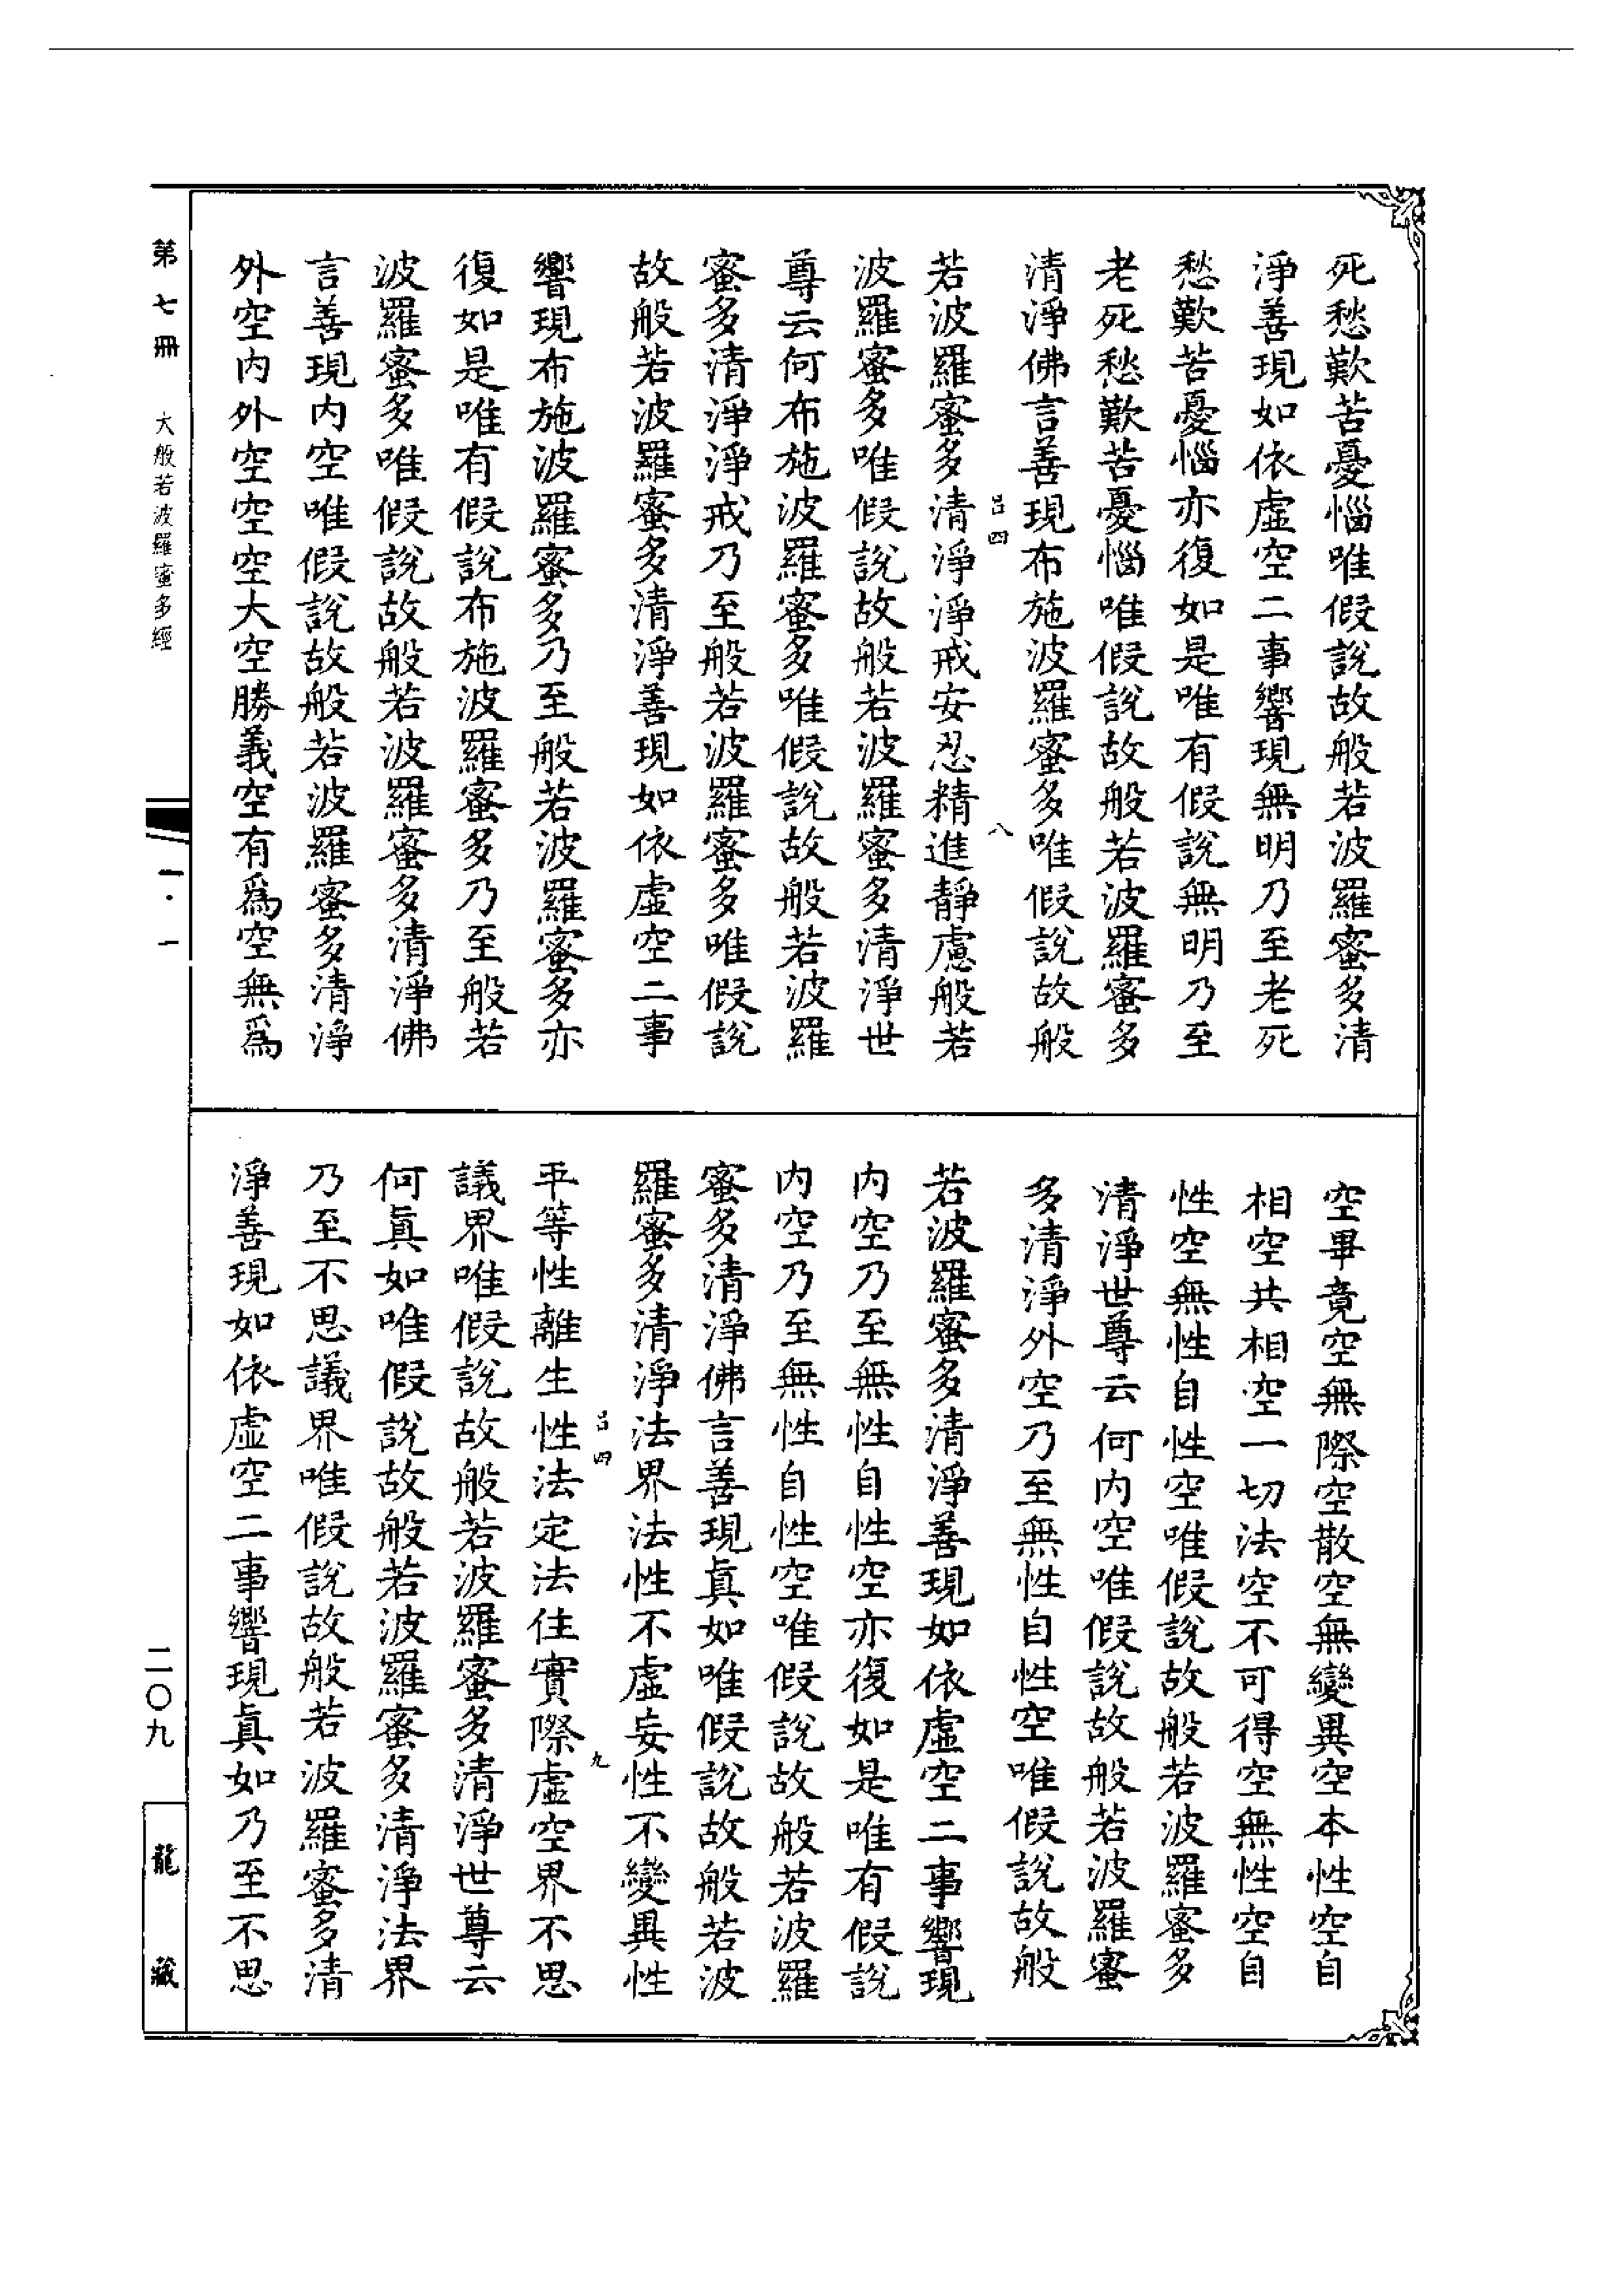 死愁歎苦憂惱唯假說故般若波羅蜜多清
淨善現如依虛空二事響現無明乃至老死
愁歎苦憂惱亦復如是唯有假說無明乃至
老死愁歎苦憂惱唯假說故般若波羅蜜多
清淨佛言善現布施波羅蜜多唯假說故般
呂四 八
若波羅蜜多清淨淨戒安忍精進靜慮般若
波羅蜜多唯假說故般若波羅蜜多清淨世
尊云何布施波羅蜜多唯假說故般若波羅
蜜多清淨淨戒乃至般若波羅蜜多唯假說
故般若波羅蜜多清淨善現如依虛空二事
響現布施波羅蜜多乃至般若波羅蜜多亦
復如是唯有假說布施波羅蜜多乃至般若
波羅蜜多唯假說故般若波羅蜜多清淨佛
言善現內空唯假說故般若波羅蜜多清淨
外空內外空空空大空勝義空有爲空無爲
空畢竟空無際空散空無變異空本性空自
相空共相空一切法空不可得空無性空自
性空無性自性空唯假說故般若波羅蜜多
清淨世尊云何內空唯假說故般若波羅蜜
多清淨外空乃至無性自性空唯假說故般
若波羅蜜多清淨善現如依虛空二事響現
內空乃至無性自性空亦復如是唯有假說
內空乃至無性自性空唯假說故般若波羅
蜜多清淨佛言善現眞如唯假說故般若波
羅蜜多清淨法界法性不虛妄性不變異性
呂四 九
平等性離生性法定法住實際虛空界不思
議界唯假說故般若波羅蜜多清淨世尊云
何眞如唯假說故般若波羅蜜多清淨法界
乃至不思議界唯假說故般若波羅蜜多清
淨善現如依虛空二事響現眞如乃至不思
第七冊 大般若波羅蜜多經 一·一
二〇九
龍藏